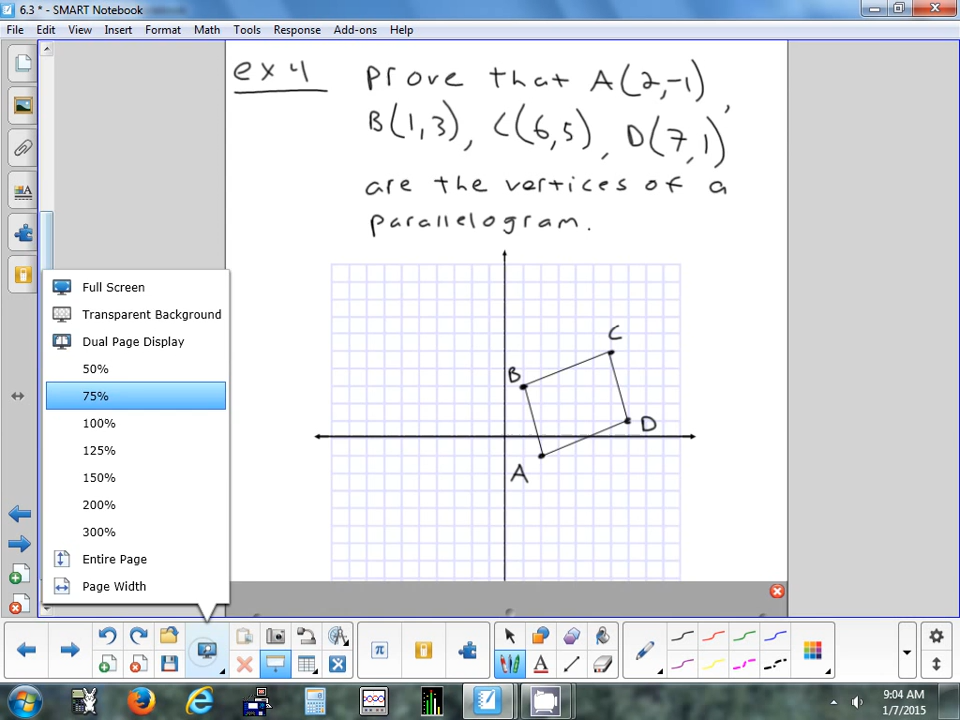 6.3 * - SMART Notebook
File Edit View Insert Format Math Tools Response Add-ons Help
ex 4 Prove that A(2,-1),
B(1,3), C(6,5), D(7,1)
are the vertices of a
parallelogram.
Full Screen
Transparent Background
Dual Page Display
50%
75%
100%
125%
150%
200%
300%
Entire Page
Page Width
C
B
D
A
9:04 AM
1/7/2015